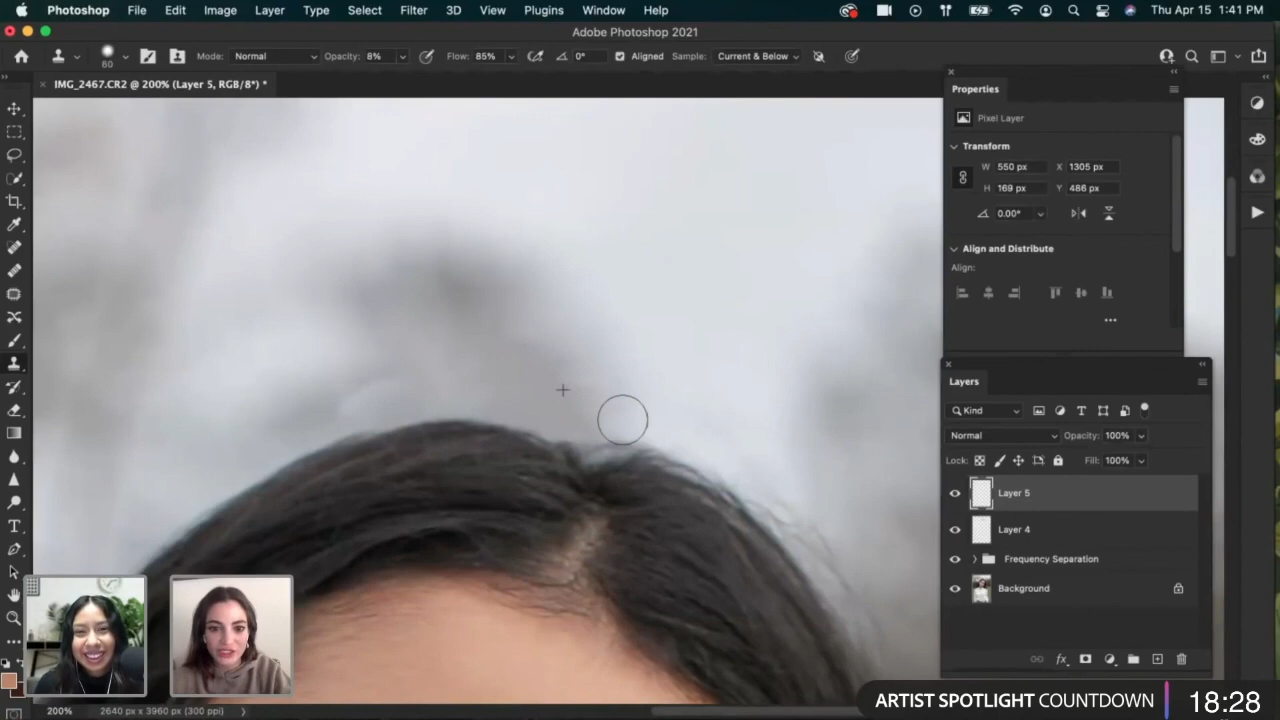 Photoshop File Edit Image Layer Type Select Filter 3D View Plugins Window Help Thu Apr 15 1:41 PM
Adobe Photoshop 2021
60 Mode: Normal Opacity: 8% Flow: 85% 0° Aligned Sample: Current & Below
IMG_2467.CR2 @ 200% (Layer 5, RGB/8*) *
Properties
Pixel Layer
Transform
W 550 px X 1305 px
H 169 px Y 486 px
0.00°
Align and Distribute
Align:
Layers
Kind
Normal Opacity: 100%
Lock: Fill: 100%
Layer 5
Layer 4
Frequency Separation
Background
fx
200% 2640 px x 3960 px (300 ppi)
ARTIST SPOTLIGHT COUNTDOWN 18:28